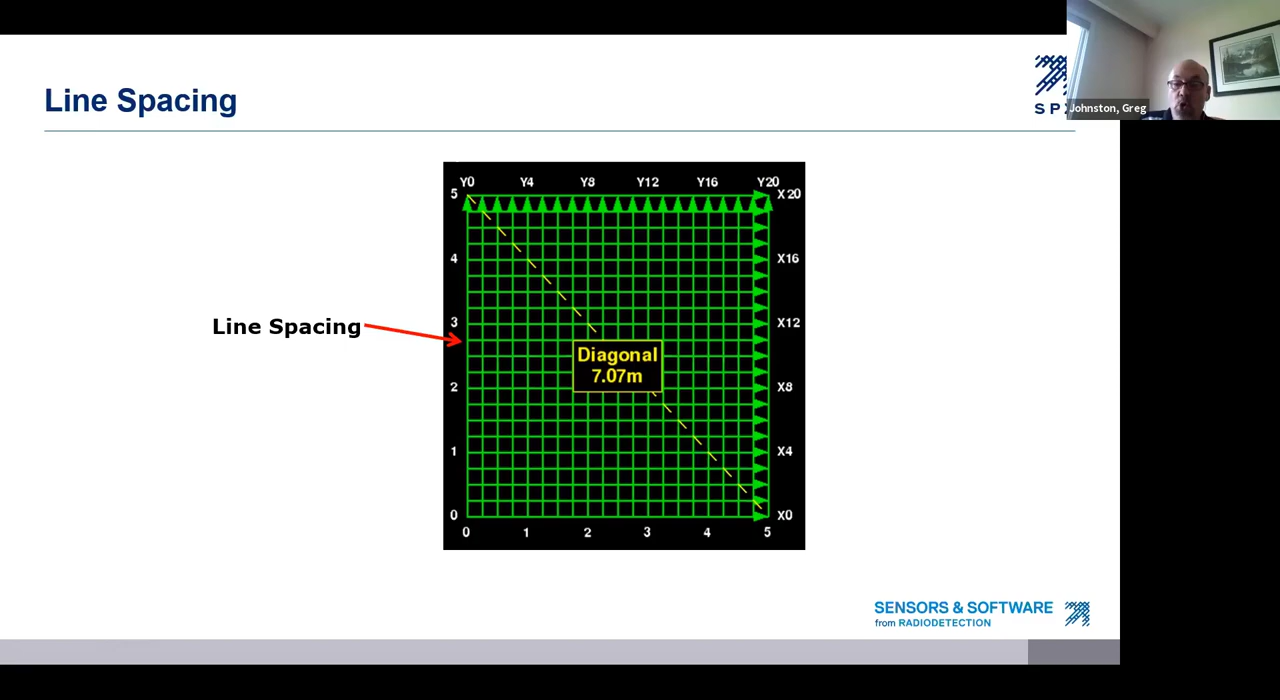 Line Spacing
SP
Johnston, Greg
Y0 Y4 Y8 Y12 Y16 Y20
5 X20
4 X16
3 X12
Line Spacing
Diagonal
7.07m
2 X8
1 X4
0 X0
0 1 2 3 4 5
SENSORS & SOFTWARE
from RADIODETECTION